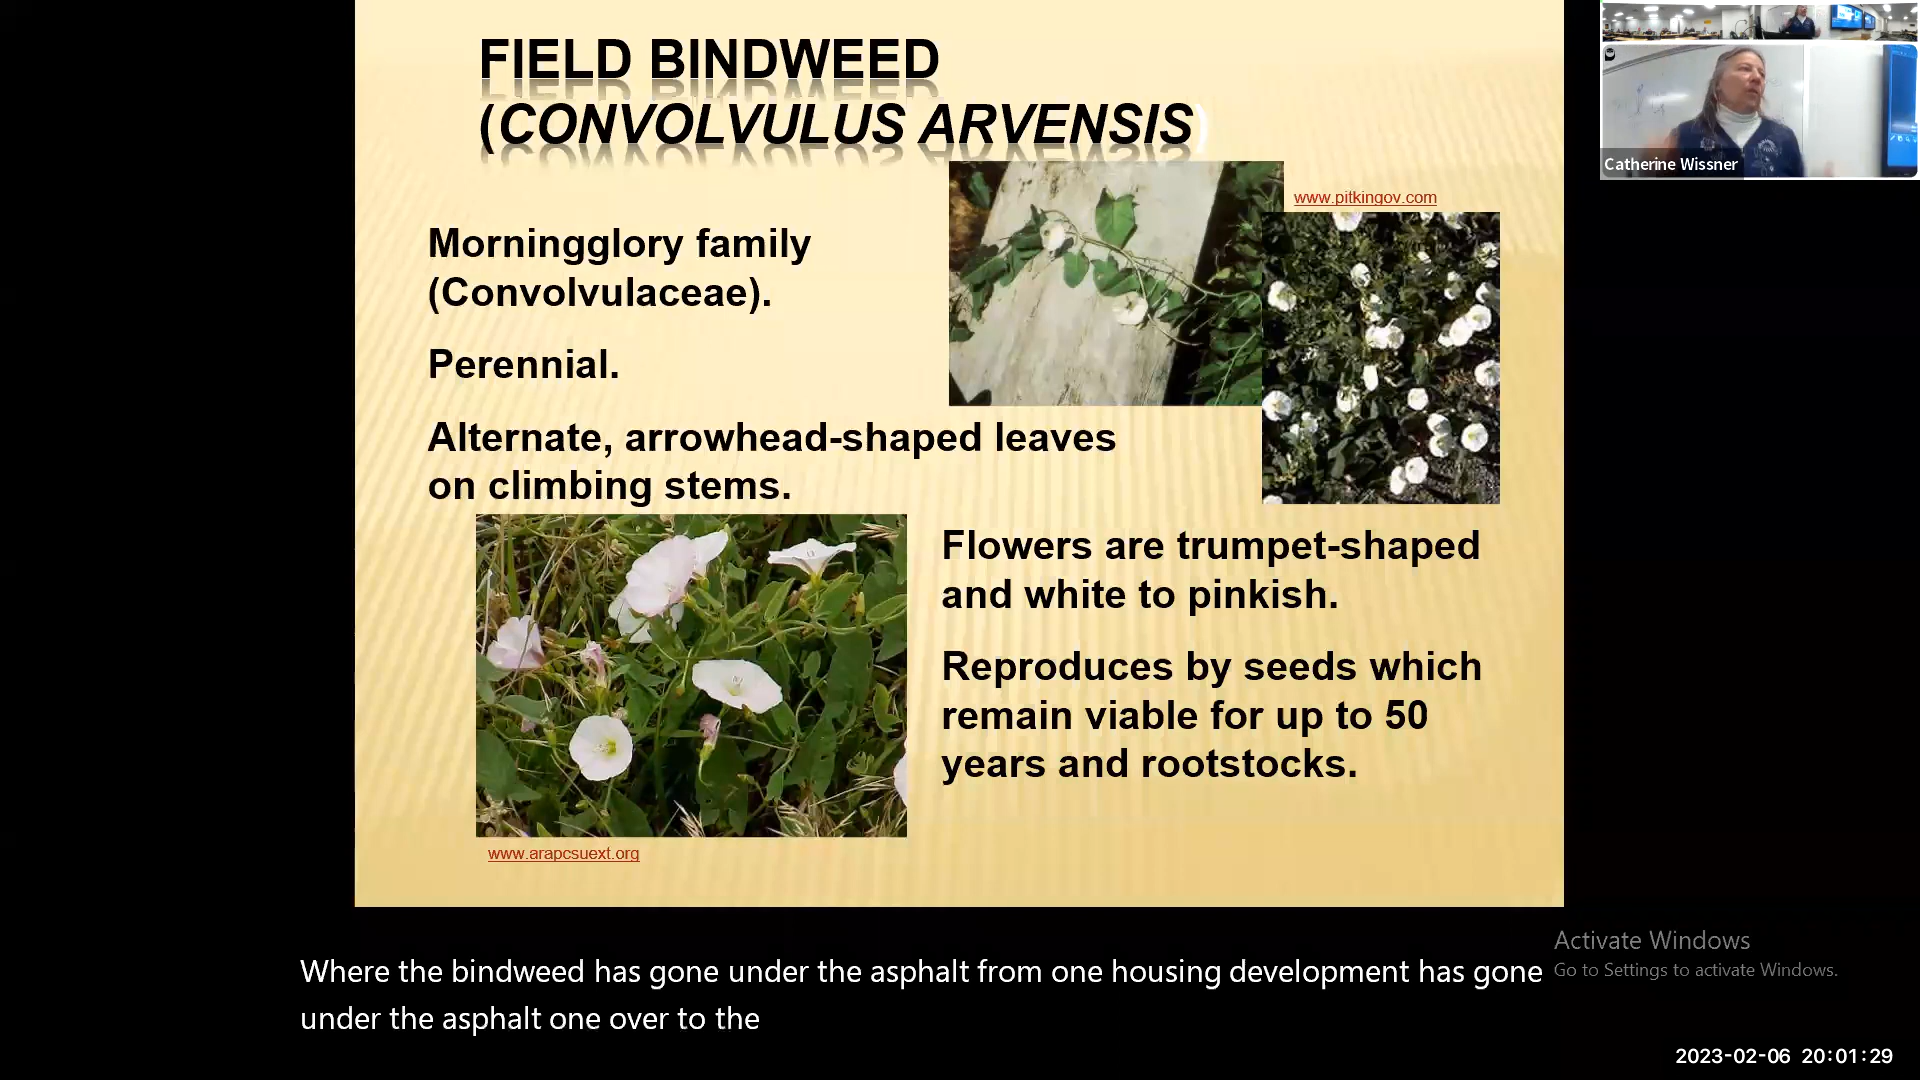 FIELD BINDWEED
(CONVOLVULUS ARVENSIS)
www.pitkingov.com
Catherine Wissner
Morningglory family
(Convolvulaceae).
Perennial.
Alternate, arrowhead-shaped leaves
on climbing stems.
Flowers are trumpet-shaped
and white to pinkish.
Reproduces by seeds which
remain viable for up to 50
years and rootstocks.
www.arapcsuext.org
Where the bindweed has gone under the asphalt from one housing development has gone
under the asphalt one over to the
Activate Windows
Go to Settings to activate Windows.
2023-02-06 20:01:29